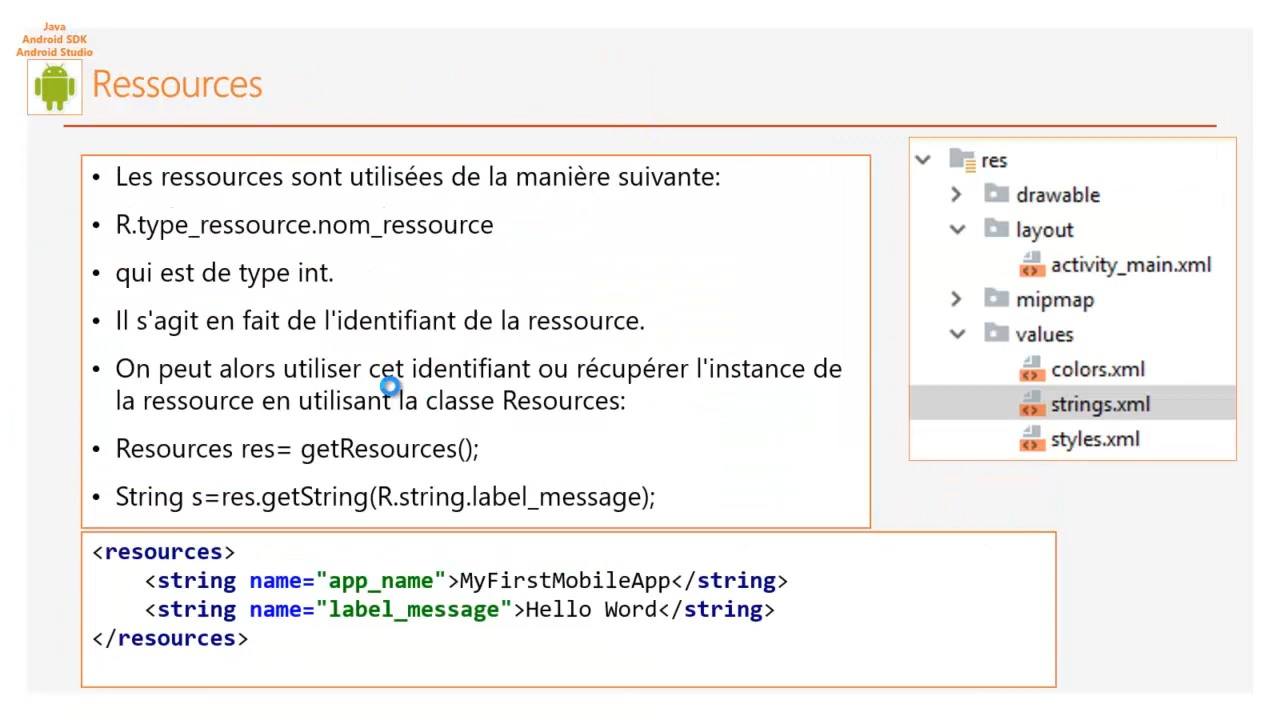 Java
Android SDK
Android Studio
Ressources
• Les ressources sont utilisées de la manière suivante:
• R.type_ressource.nom_ressource
• qui est de type int.
• Il s'agit en fait de l'identifiant de la ressource.
• On peut alors utiliser cet identifiant ou récupérer l'instance de
la ressource en utilisant la classe Resources:
• Resources res= getResources();
• String s=res.getString(R.string.label_message);
res
drawable
layout
activity_main.xml
mipmap
values
colors.xml
strings.xml
styles.xml
<resources>
    <string name="app_name">MyFirstMobileApp</string>
    <string name="label_message">Hello Word</string>
</resources>